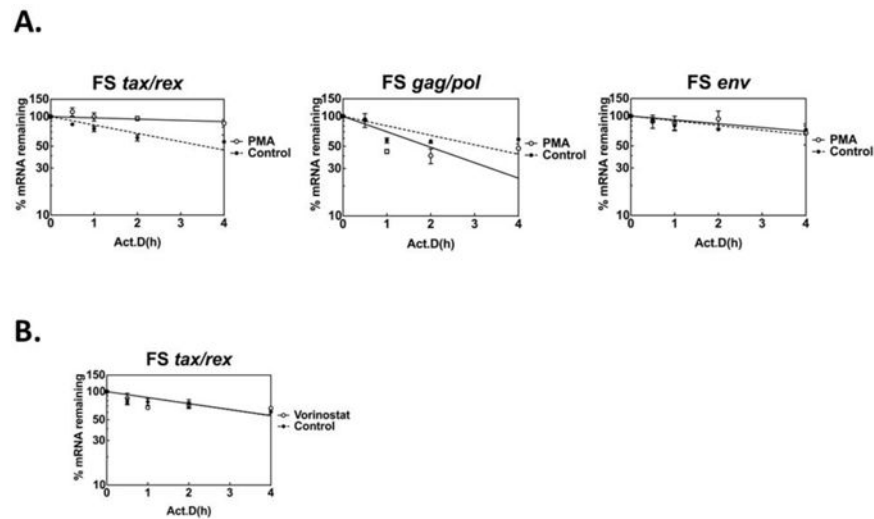 A.
FS tax/rex
% mRNA remaining
150
100
50
30
10
0 1 2 3 4
Act.D(h)
PMA
Control
FS gag/pol
% mRNA remaining
150
100
50
30
10
0 1 2 3 4
Act.D(h)
PMA
Control
FS env
% mRNA remaining
150
100
50
30
10
0 1 2 3 4
Act.D(h)
PMA
Control
B.
FS tax/rex
% mRNA remaining
150
100
50
30
10
0 1 2 3 4
Act.D(h)
Vorinostat
Control